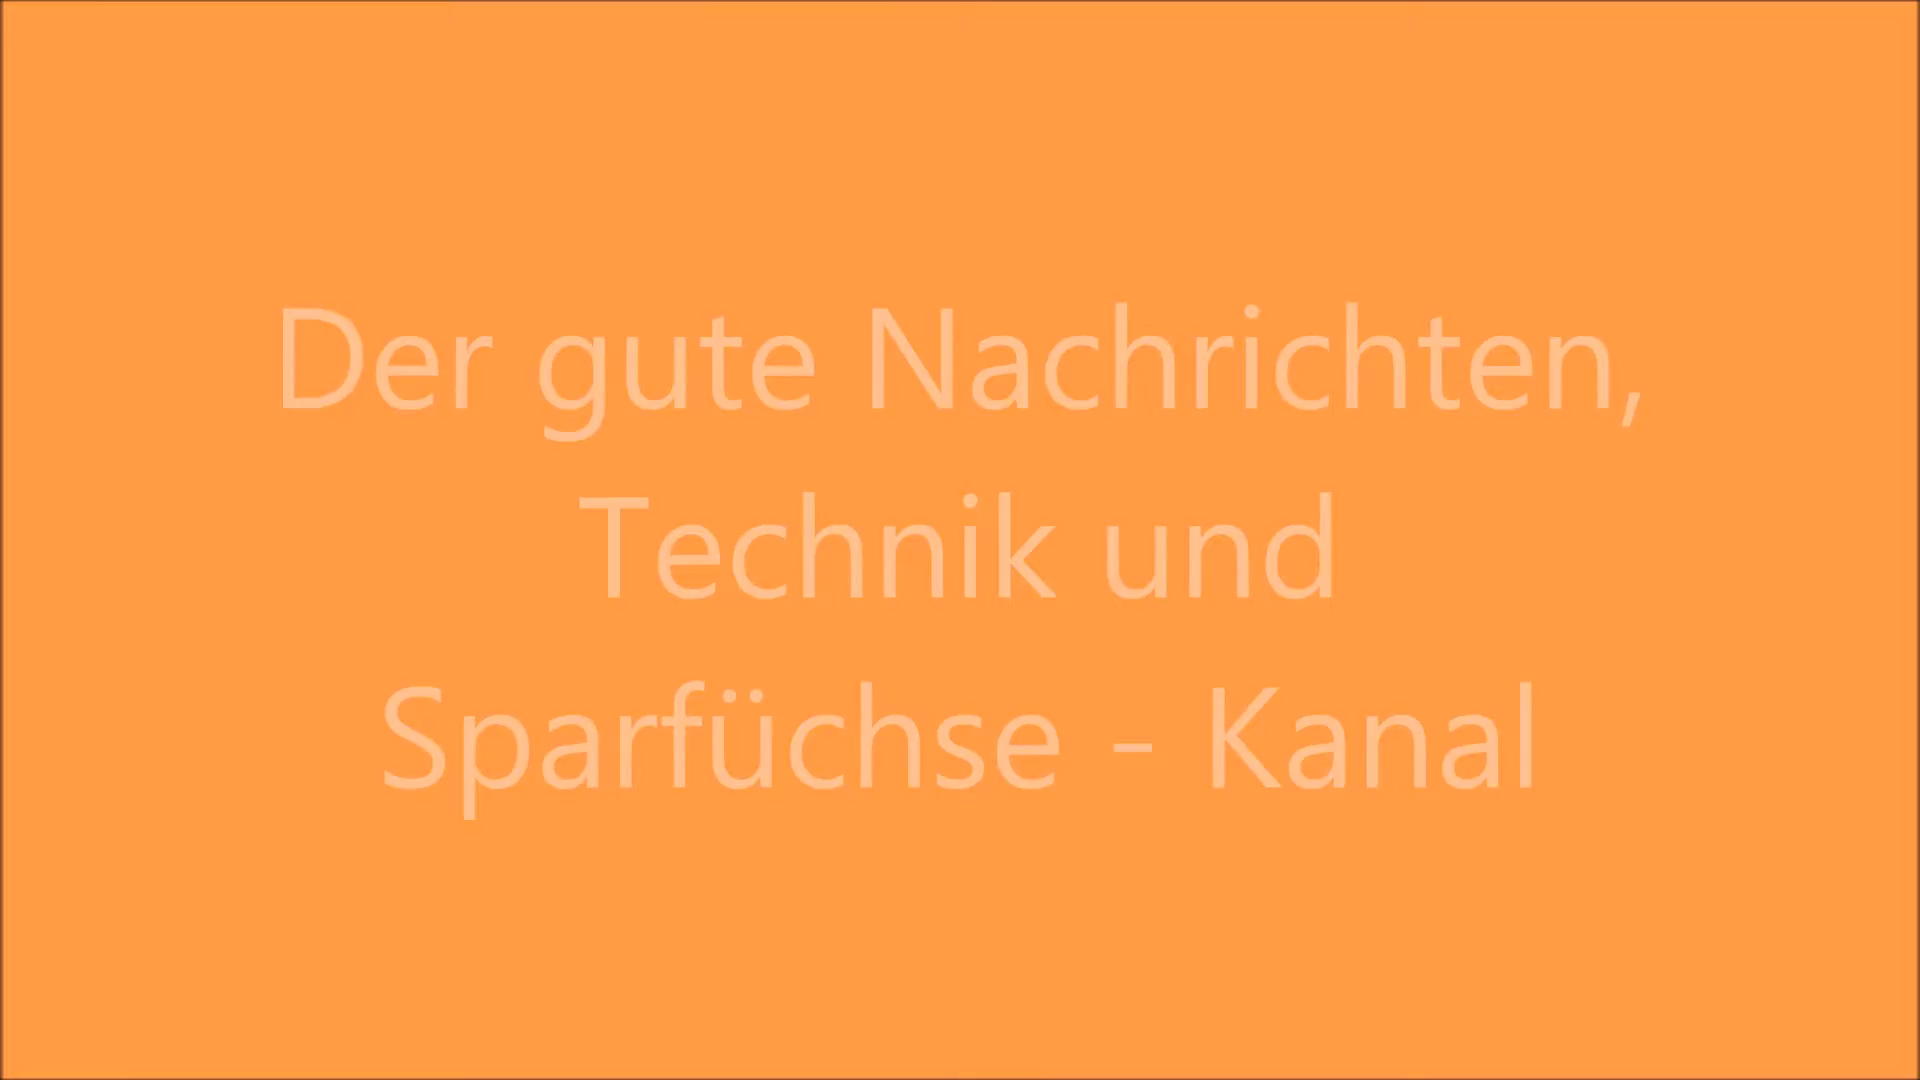 Der gute Nachrichten,
Technik und
Sparfüchse - Kanal